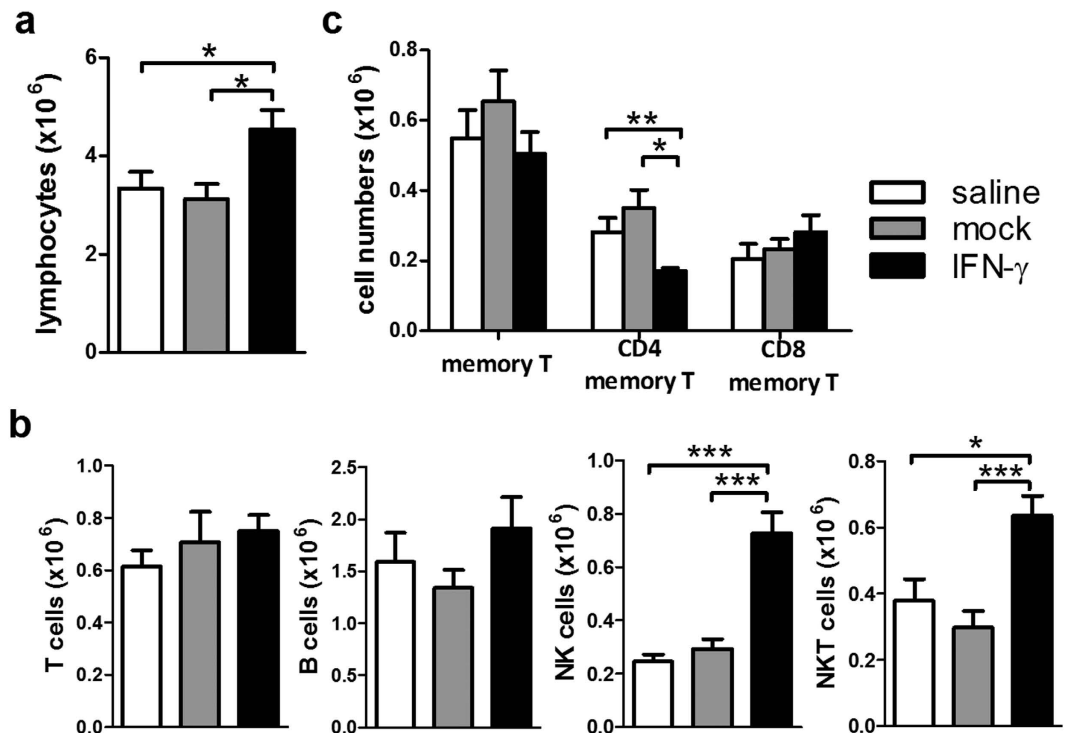 a
lymphocytes (x10⁶)
6
4
2
0
*
*
c
cell numbers (x10⁶)
0.8
0.6
0.4
0.2
0.0
**
*
memory T
CD4
memory T
CD8
memory T
saline
mock
IFN-γ
b
T cells (x10⁶)
1.0
0.8
0.6
0.4
0.2
0.0
B cells (x10⁶)
2.5
2.0
1.5
1.0
0.5
0.0
NK cells (x10⁶)
1.0
0.8
0.6
0.4
0.2
0.0
***
***
NKT cells (x10⁶)
0.8
0.6
0.4
0.2
0.0
*
***